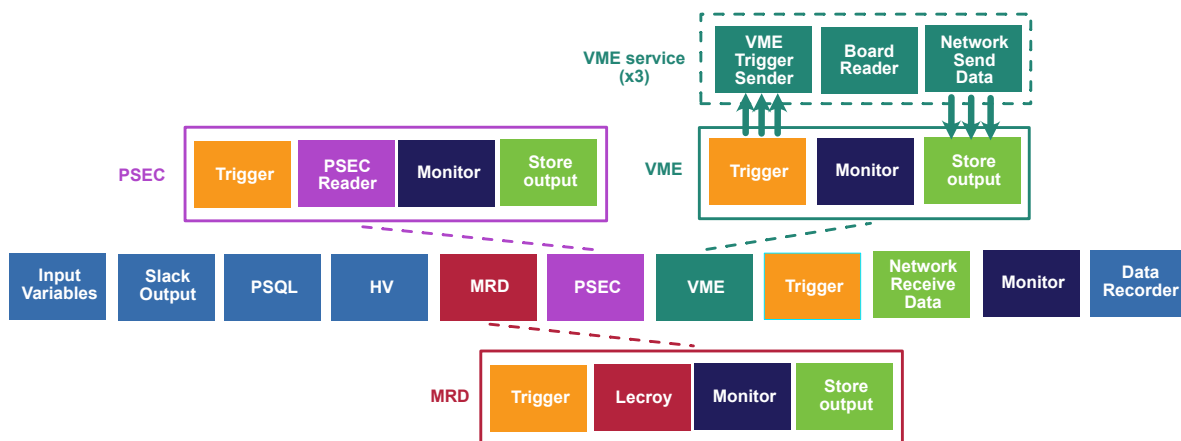 VME service
(x3)
VME
Trigger
Sender
Board
Reader
Network
Send
Data
PSEC
Trigger
PSEC
Reader
Monitor
Store
output
VME
Trigger
Monitor
Store
output
Input
Variables
Slack
Output
PSQL
HV
MRD
PSEC
VME
Trigger
Network
Receive
Data
Monitor
Data
Recorder
MRD
Trigger
Lecroy
Monitor
Store
output